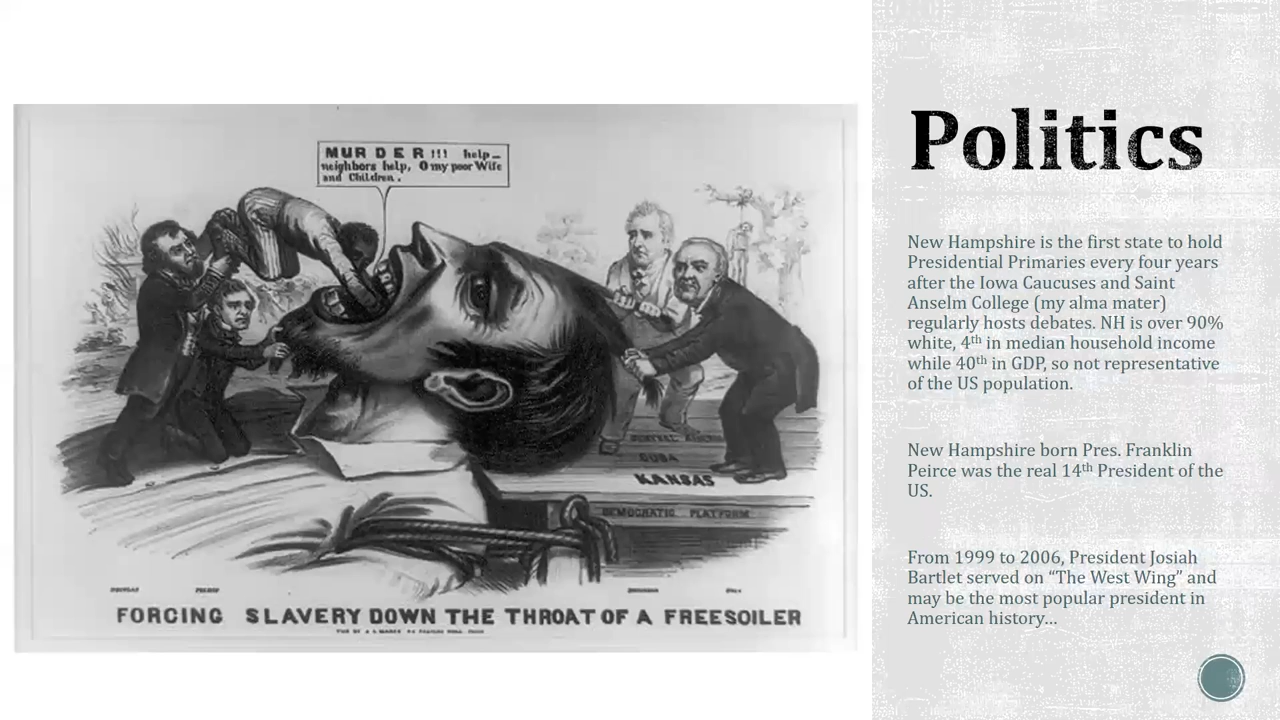 MURDER!!! help_
neighbors help, O my poor Wife
and Children.
CUBA
KANSAS
DEMOCRATIC PLATFORM
FORCING SLAVERY DOWN THE THROAT OF A FREESOILER
Politics
New Hampshire is the first state to hold
Presidential Primaries every four years
after the Iowa Caucuses and Saint
Anselm College (my alma mater)
regularly hosts debates. NH is over 90%
white, 4th in median household income
while 40th in GDP, so not representative
of the US population.
New Hampshire born Pres. Franklin
Peirce was the real 14th President of the
US.
From 1999 to 2006, President Josiah
Bartlet served on “The West Wing” and
may be the most popular president in
American history…